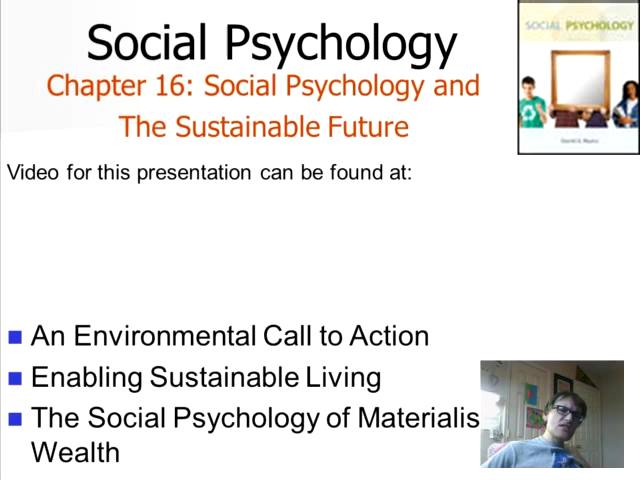 Social Psychology
Chapter 16: Social Psychology and
The Sustainable Future
SOCIAL PSYCHOLOGY
Video for this presentation can be found at:
An Environmental Call to Action
Enabling Sustainable Living
The Social Psychology of Materialis
Wealth